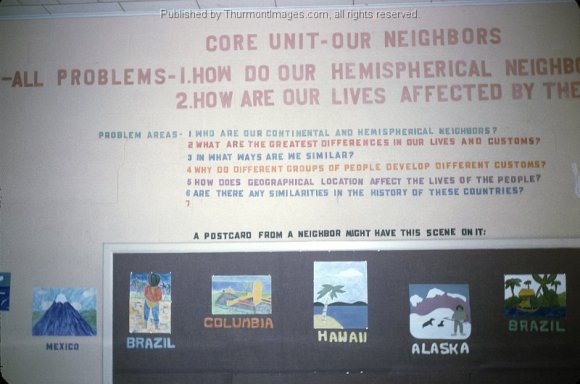 Published by ThurmontImages.com, all rights reserved.
CORE UNIT-OUR NEIGHBORS
-ALL PROBLEMS-1.HOW DO OUR HEMISPHERICAL NEIGHBO
2.HOW ARE OUR LIVES AFFECTED BY THE
PROBLEM AREAS- 1 WHO ARE OUR CONTINENTAL AND HEMISPHERICAL NEIGHBORS?
2 WHAT ARE THE GREATEST DIFFERENCES IN OUR LIVES AND CUSTOMS?
3 IN WHAT WAYS ARE WE SIMILAR?
4 WHY DO DIFFERENT GROUPS OF PEOPLE DEVELOP DIFFERENT CUSTOMS?
5 HOW DOES GEOGRAPHICAL LOCATION AFFECT THE LIVES OF THE PEOPLE?
6 ARE THERE ANY SIMILARITIES IN THE HISTORY OF THESE COUNTRIES?
7
A POSTCARD FROM A NEIGHBOR MIGHT HAVE THIS SCENE ON IT:
MEXICO
BRAZIL
COLUMBIA
HAWAII
ALASKA
BRAZIL